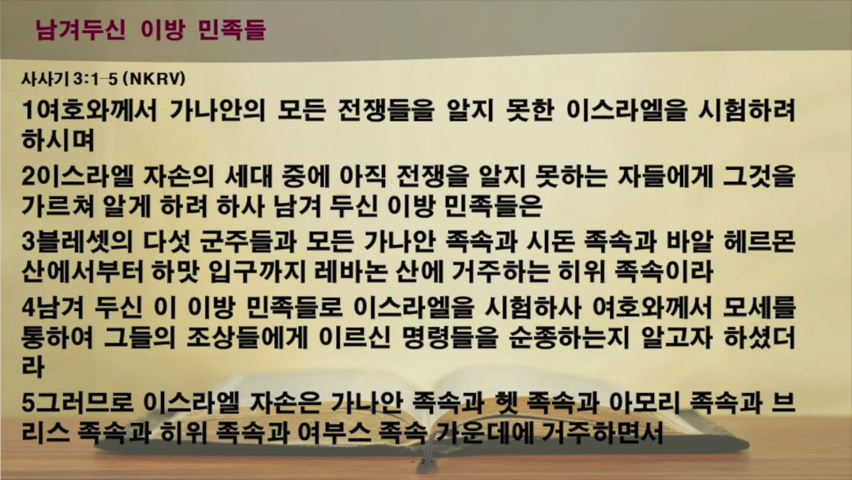 남겨두신 이방 민족들
사사기 3:1-5 (NKRV)
1여호와께서 가나안의 모든 전쟁들을 알지 못한 이스라엘을 시험하려
하시며
2이스라엘 자손의 세대 중에 아직 전쟁을 알지 못하는 자들에게 그것을
가르쳐 알게 하려 하사 남겨 두신 이방 민족들은
3블레셋의 다섯 군주들과 모든 가나안 족속과 시돈 족속과 바알 헤르몬
산에서부터 하맛 입구까지 레바논 산에 거주하는 히위 족속이라
4남겨 두신 이 이방 민족들로 이스라엘을 시험하사 여호와께서 모세를
통하여 그들의 조상들에게 이르신 명령들을 순종하는지 알고자 하셨더
라
5그러므로 이스라엘 자손은 가나안 족속과 헷 족속과 아모리 족속과 브
리스 족속과 히위 족속과 여부스 족속 가운데에 거주하면서